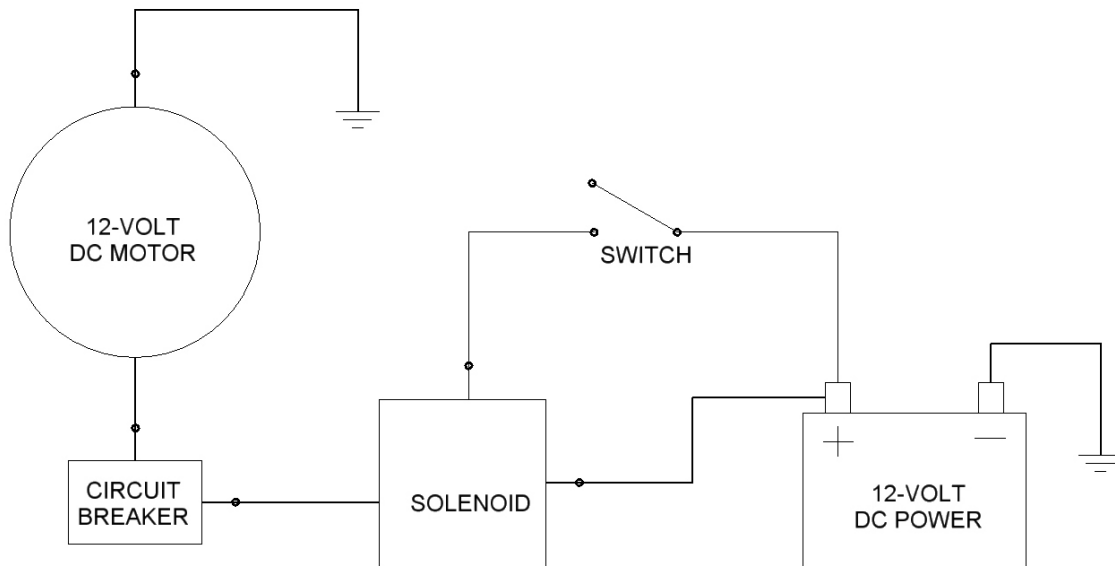 12-VOLT
DC MOTOR
SWITCH
CIRCUIT
BREAKER
SOLENOID
+ —
12-VOLT
DC POWER